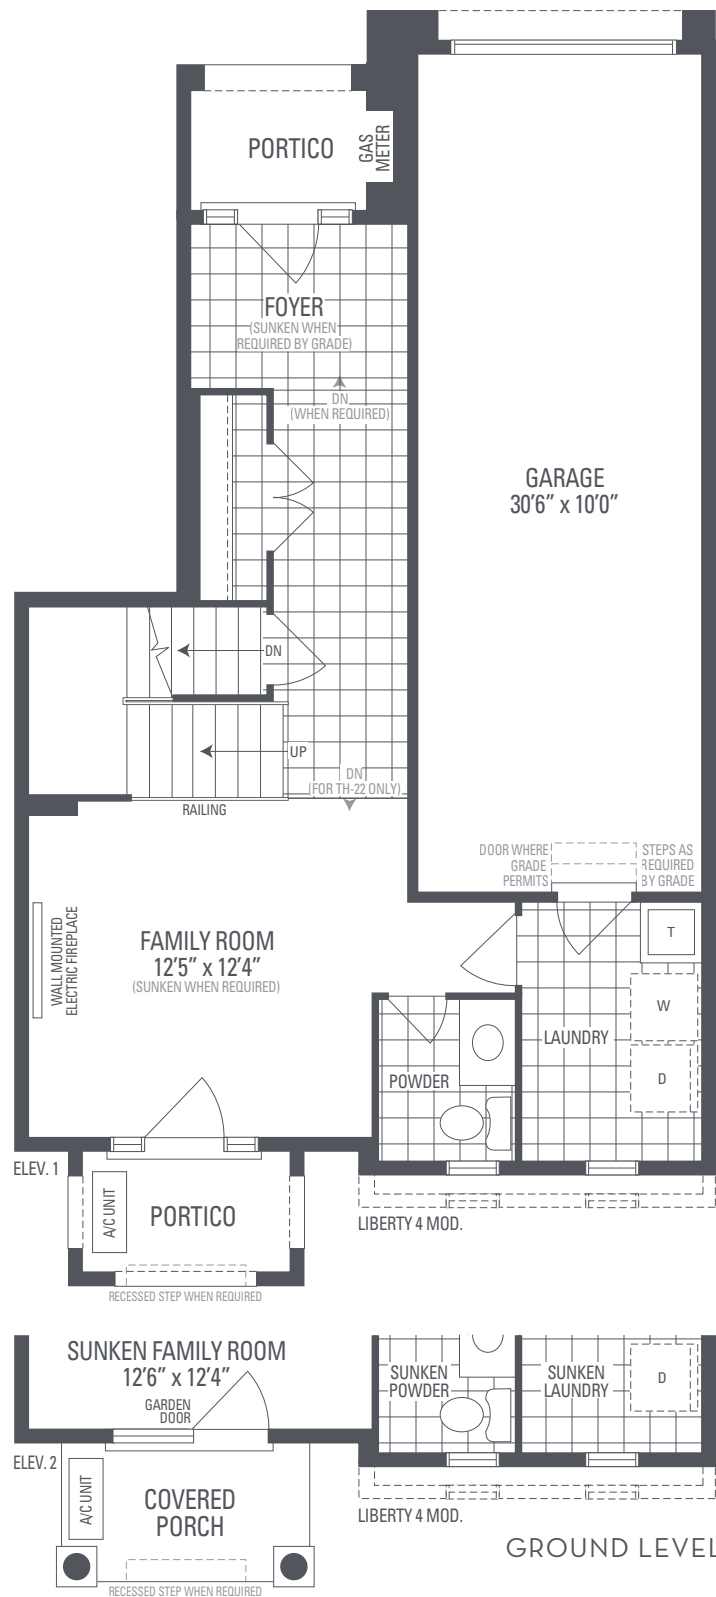 PORTICO
GAS
METER
FOYER
(SUNKEN WHEN
REQUIRED BY GRADE)
DN
(WHEN REQUIRED)
GARAGE
30'6" x 10'0"
DN
UP
DN
(FOR TH-22 ONLY)
RAILING
DOOR WHERE
GRADE
PERMITS
STEPS AS
REQUIRED
BY GRADE
WALL MOUNTED
ELECTRIC FIREPLACE
FAMILY ROOM
12'5" x 12'4"
(SUNKEN WHEN REQUIRED)
T
W
D
LAUNDRY
POWDER
ELEV. 1
A/C UNIT
PORTICO
LIBERTY 4 MOD.
RECESSED STEP WHEN REQUIRED
SUNKEN FAMILY ROOM
12'6" x 12'4"
GARDEN
DOOR
SUNKEN
POWDER
SUNKEN
LAUNDRY
D
ELEV. 2
A/C UNIT
COVERED
PORCH
LIBERTY 4 MOD.
GROUND LEVEL
RECESSED STEP WHEN REQUIRED